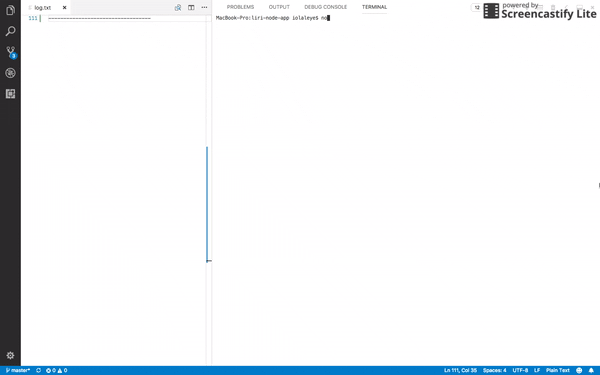 log.txt
PROBLEMS OUTPUT DEBUG CONSOLE TERMINAL
12
powered by
Screencastify Lite
111 ----------------------------------
MacBook-Pro:liri-node-app iolaleye$ no
master* 0 0 Ln 111, Col 35 Spaces: 4 UTF-8 LF Plain Text